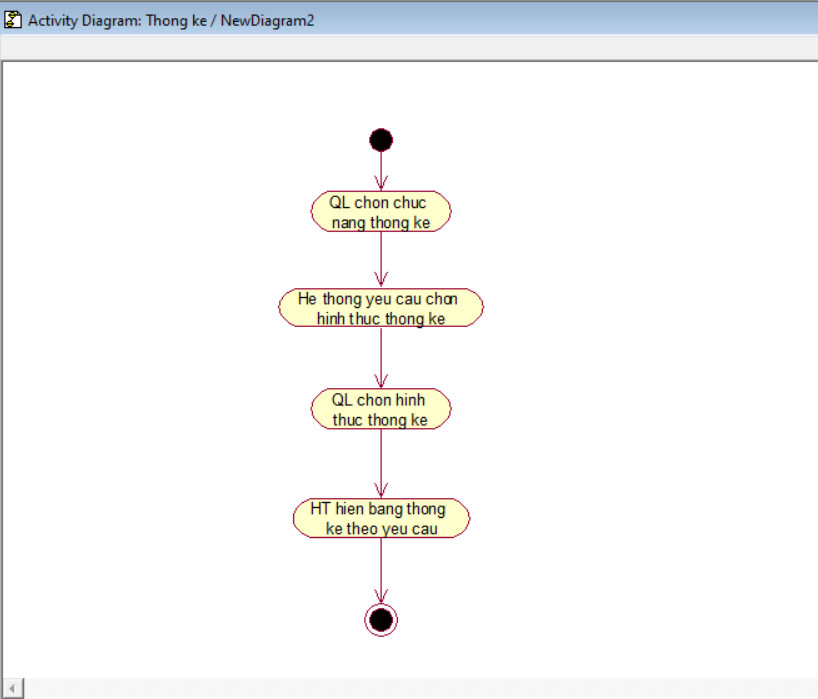 Activity Diagram: Thong ke / NewDiagram2
QL chon chuc
nang thong ke
He thong yeu cau chon
hinh thuc thong ke
QL chon hinh
thuc thong ke
HT hien bang thong
ke theo yeu cau